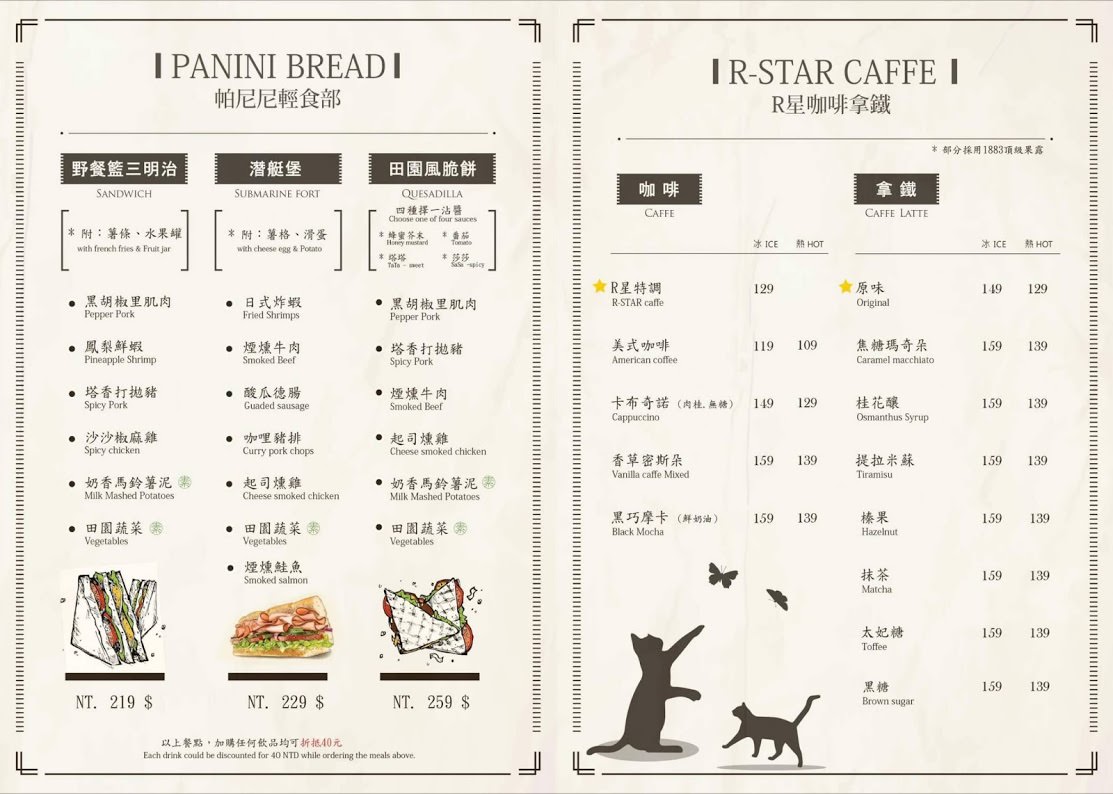 PANINI BREAD
帕尼尼輕食部
野餐籃三明治
SANDWICH
* 附：薯條、水果罐
with french fries & Fruit jar
• 黑胡椒里肌肉
Pepper Pork
• 鳳梨鮮蝦
Pineapple Shrimp
• 塔香打拋豬
Spicy Pork
• 沙沙椒麻雞
Spicy chicken
• 奶香馬鈴薯泥 素
Milk Mashed Potatoes
• 田園蔬菜 素
Vegetables
NT. 219 $
潛艇堡
SUBMARINE FORT
* 附：薯格、滑蛋
with cheese egg & Potato
• 日式炸蝦
Fried Shrimps
• 煙燻牛肉
Smoked Beef
• 酸瓜德腸
Guaded sausage
• 咖哩豬排
Curry pork chops
• 起司燻雞
Cheese smoked chicken
• 田園蔬菜 素
Vegetables
• 煙燻鮭魚
Smoked salmon
NT. 229 $
田園風脆餅
QUESADILLA
四種擇一沾醬
Choose one of four sauces
* 蜂蜜芥末 * 番茄
Honey mustard Tomato
* 塔塔 * 莎莎
TaTa - sweet SaSa -spicy
• 黑胡椒里肌肉
Pepper Pork
• 塔香打拋豬
Spicy Pork
• 煙燻牛肉
Smoked Beef
• 起司燻雞
Cheese smoked chicken
• 奶香馬鈴薯泥 素
Milk Mashed Potatoes
• 田園蔬菜 素
Vegetables
NT. 259 $
以上餐點，加購任何飲品均可折抵40元
Each drink could be discounted for 40 NTD while ordering the meals above.
R-STAR CAFFE
R星咖啡拿鐵
* 部分採用1883頂級果露
咖啡
CAFFE
冰 ICE 熱 HOT
R星特調 129
R-STAR caffe
美式咖啡 119 109
American coffee
卡布奇諾 (肉桂.無糖) 149 129
Cappuccino
香草密斯朵 159 139
Vanilla caffe Mixed
黑巧摩卡 (鮮奶油) 159 139
Black Mocha
拿鐵
CAFFE LATTE
冰 ICE 熱 HOT
原味 149 129
Original
焦糖瑪奇朵 159 139
Caramel macchiato
桂花釀 159 139
Osmanthus Syrup
提拉米蘇 159 139
Tiramisu
榛果 159 139
Hazelnut
抹茶 159 139
Matcha
太妃糖 159 139
Toffee
黑糖 159 139
Brown sugar